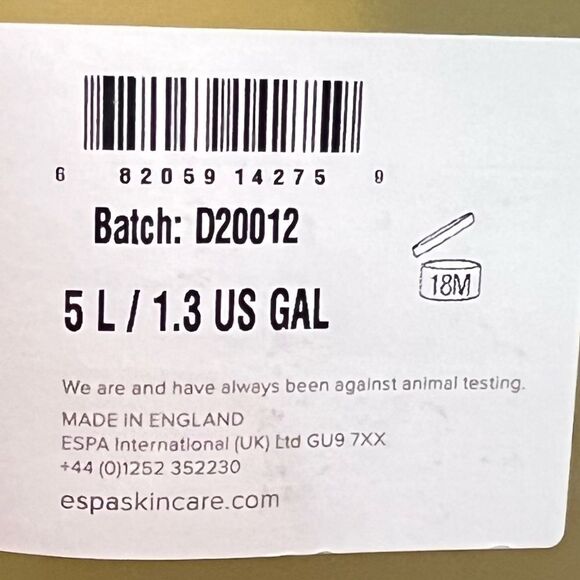 6 82059 14275 9
Batch: D20012
18M
5 L / 1.3 US GAL
We are and have always been against animal testing.
MADE IN ENGLAND
ESPA International (UK) Ltd GU9 7XX
+44 (0)1252 352230
espaskincare.com